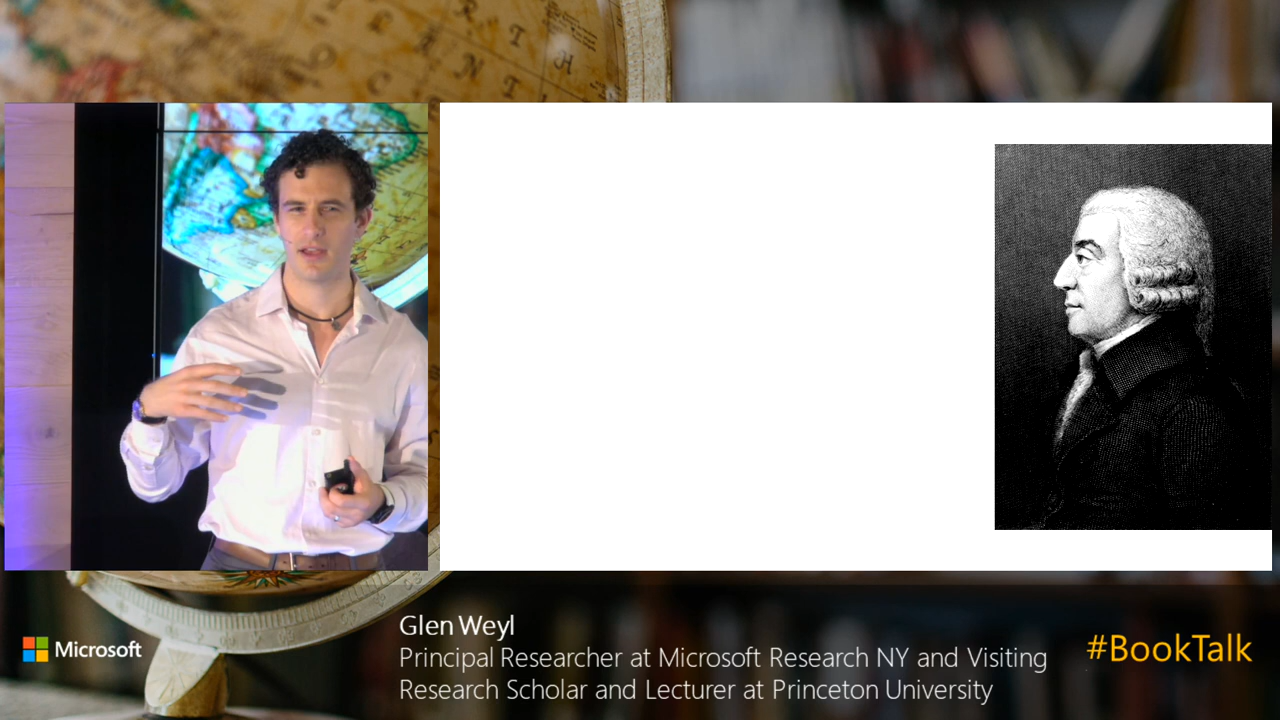 Glen Weyl
Principal Researcher at Microsoft Research NY and Visiting
Research Scholar and Lecturer at Princeton University
Microsoft
#BookTalk